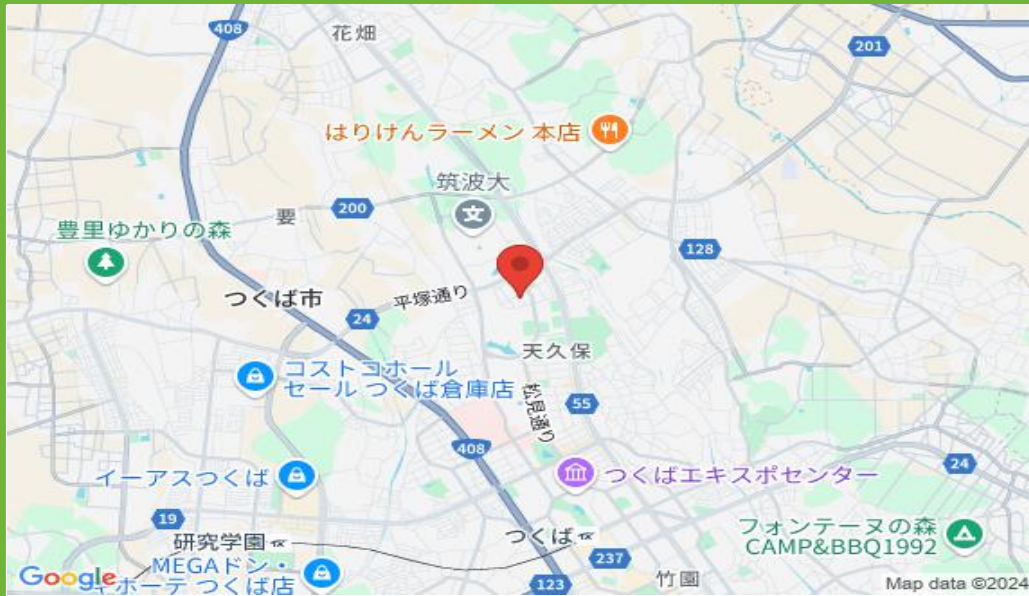 408
花畑
201
はりけんラーメン 本店
筑波大
200
要
128
豊里ゆかりの森
つくば市
平塚通り
24
天久保
コストコホール
セール つくば倉庫店
松見通り
55
408
イーアスつくば
つくばエキスポセンター
24
19
研究学園
つくば
237
フォンテーヌの森
CAMP&BBQ1992
MEGAドン・
キホーテ つくば店
123
竹園
Google
Map data ©2024